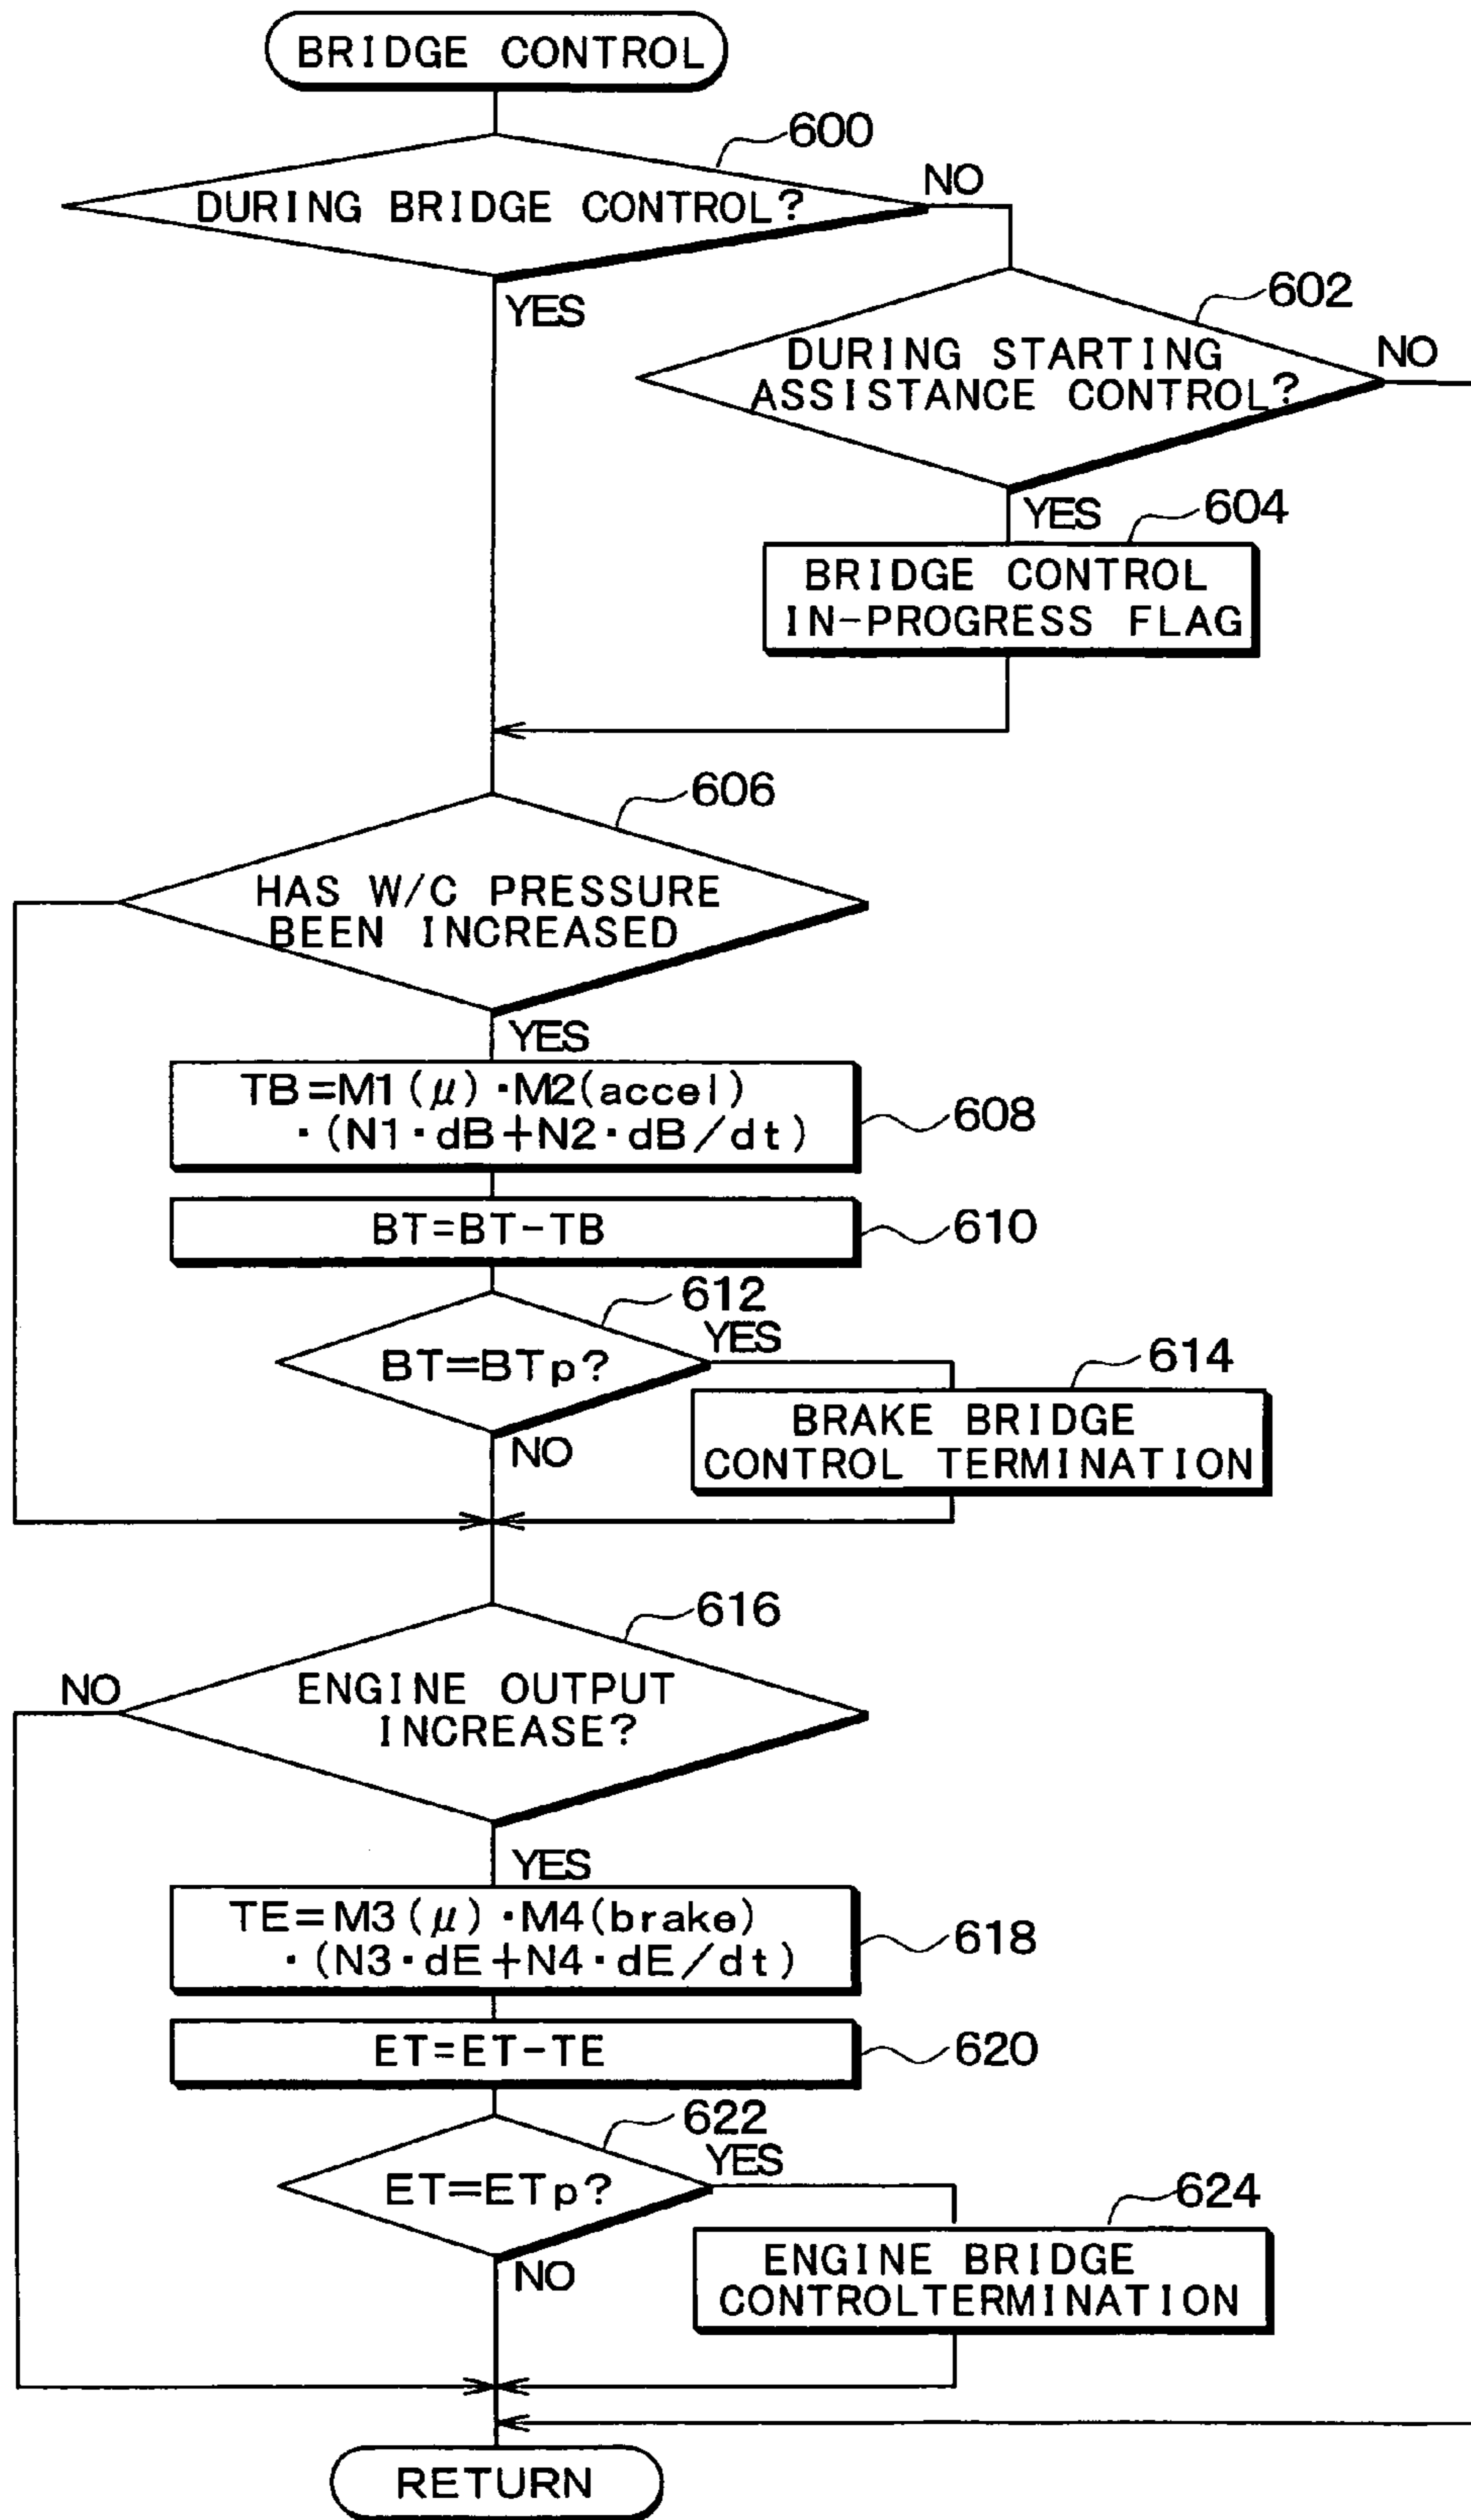 BRIDGE CONTROL
600
DURING BRIDGE CONTROL?
NO
YES
602
DURING STARTING
ASSISTANCE CONTROL?
NO
YES
604
BRIDGE CONTROL
IN-PROGRESS FLAG
606
HAS W/C PRESSURE
BEEN INCREASED
YES
TB=M1(μ)·M2(accel)
·(N1·dB+N2·dB/dt)
608
BT=BT-TB
610
612
YES
BT=BTp?
614
BRAKE BRIDGE
CONTROL TERMINATION
NO
616
NO
ENGINE OUTPUT
INCREASE?
YES
TE=M3(μ)·M4(brake)
·(N3·dE+N4·dE/dt)
618
ET=ET-TE
620
622
YES
ET=ETp?
624
ENGINE BRIDGE
CONTROLTERMINATION
NO
RETURN